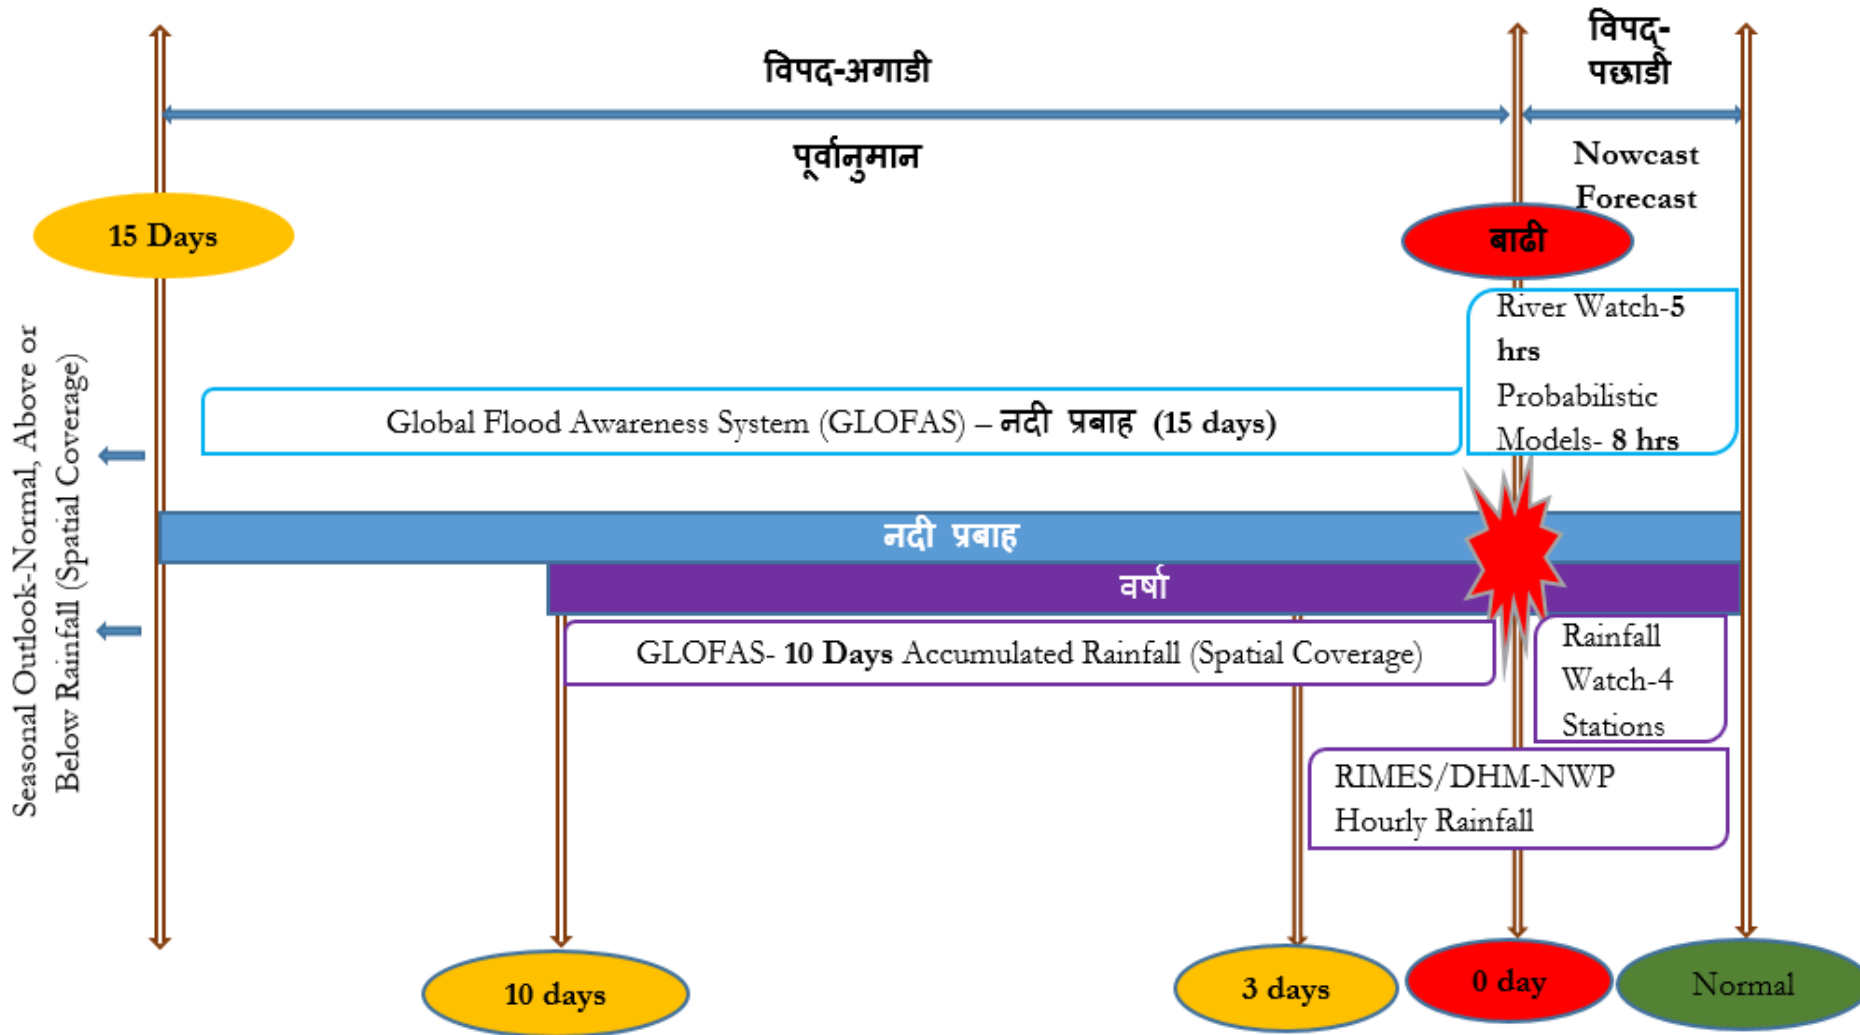 विपद-अगाडी
विपद्-
पछाडी
पूर्वानुमान
Nowcast
Forecast
15 Days
बाढी
Seasonal Outlook-Normal, Above or
Below Rainfall (Spatial Coverage)
River Watch-5
hrs
Probabilistic
Models- 8 hrs
Global Flood Awareness System (GLOFAS) – नदी प्रबाह (15 days)
नदी प्रबाह
वर्षा
GLOFAS- 10 Days Accumulated Rainfall (Spatial Coverage)
Rainfall
Watch-4
Stations
RIMES/DHM-NWP
Hourly Rainfall
10 days
3 days
0 day
Normal